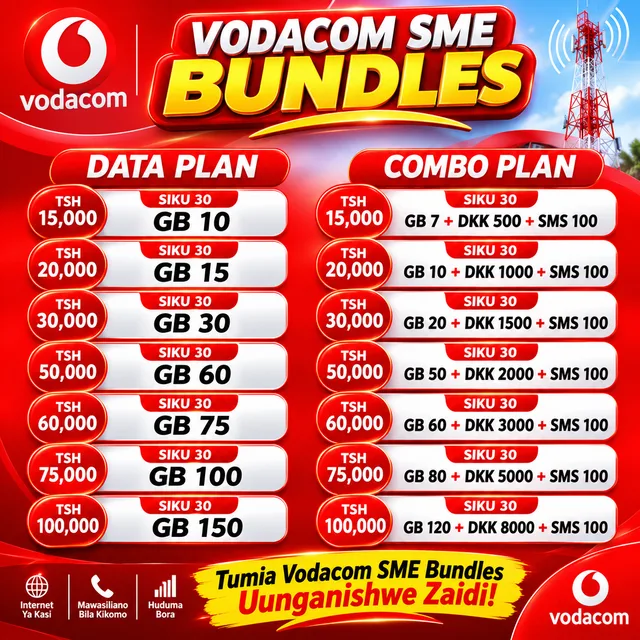 vodacom
VODACOM SME
BUNDLES
DATA PLAN
TSH
15,000
SIKU 30
GB 10
TSH
20,000
SIKU 30
GB 15
TSH
30,000
SIKU 30
GB 30
TSH
50,000
SIKU 30
GB 60
TSH
60,000
SIKU 30
GB 75
TSH
75,000
SIKU 30
GB 100
TSH
100,000
SIKU 30
GB 150
COMBO PLAN
TSH
15,000
SIKU 30
GB 7 + DKK 500 + SMS 100
TSH
20,000
SIKU 30
GB 10 + DKK 1000 + SMS 100
TSH
30,000
SIKU 30
GB 20 + DKK 1500 + SMS 100
TSH
50,000
SIKU 30
GB 50 + DKK 2000 + SMS 100
TSH
60,000
SIKU 30
GB 60 + DKK 3000 + SMS 100
TSH
75,000
SIKU 30
GB 80 + DKK 5000 + SMS 100
TSH
100,000
SIKU 30
GB 120 + DKK 8000 + SMS 100
Internet
Ya Kasi
Mawasiliano
Bila Kikomo
Huduma
Bora
Tumia Vodacom SME Bundles
Uunganishwe Zaidi!
vodacom